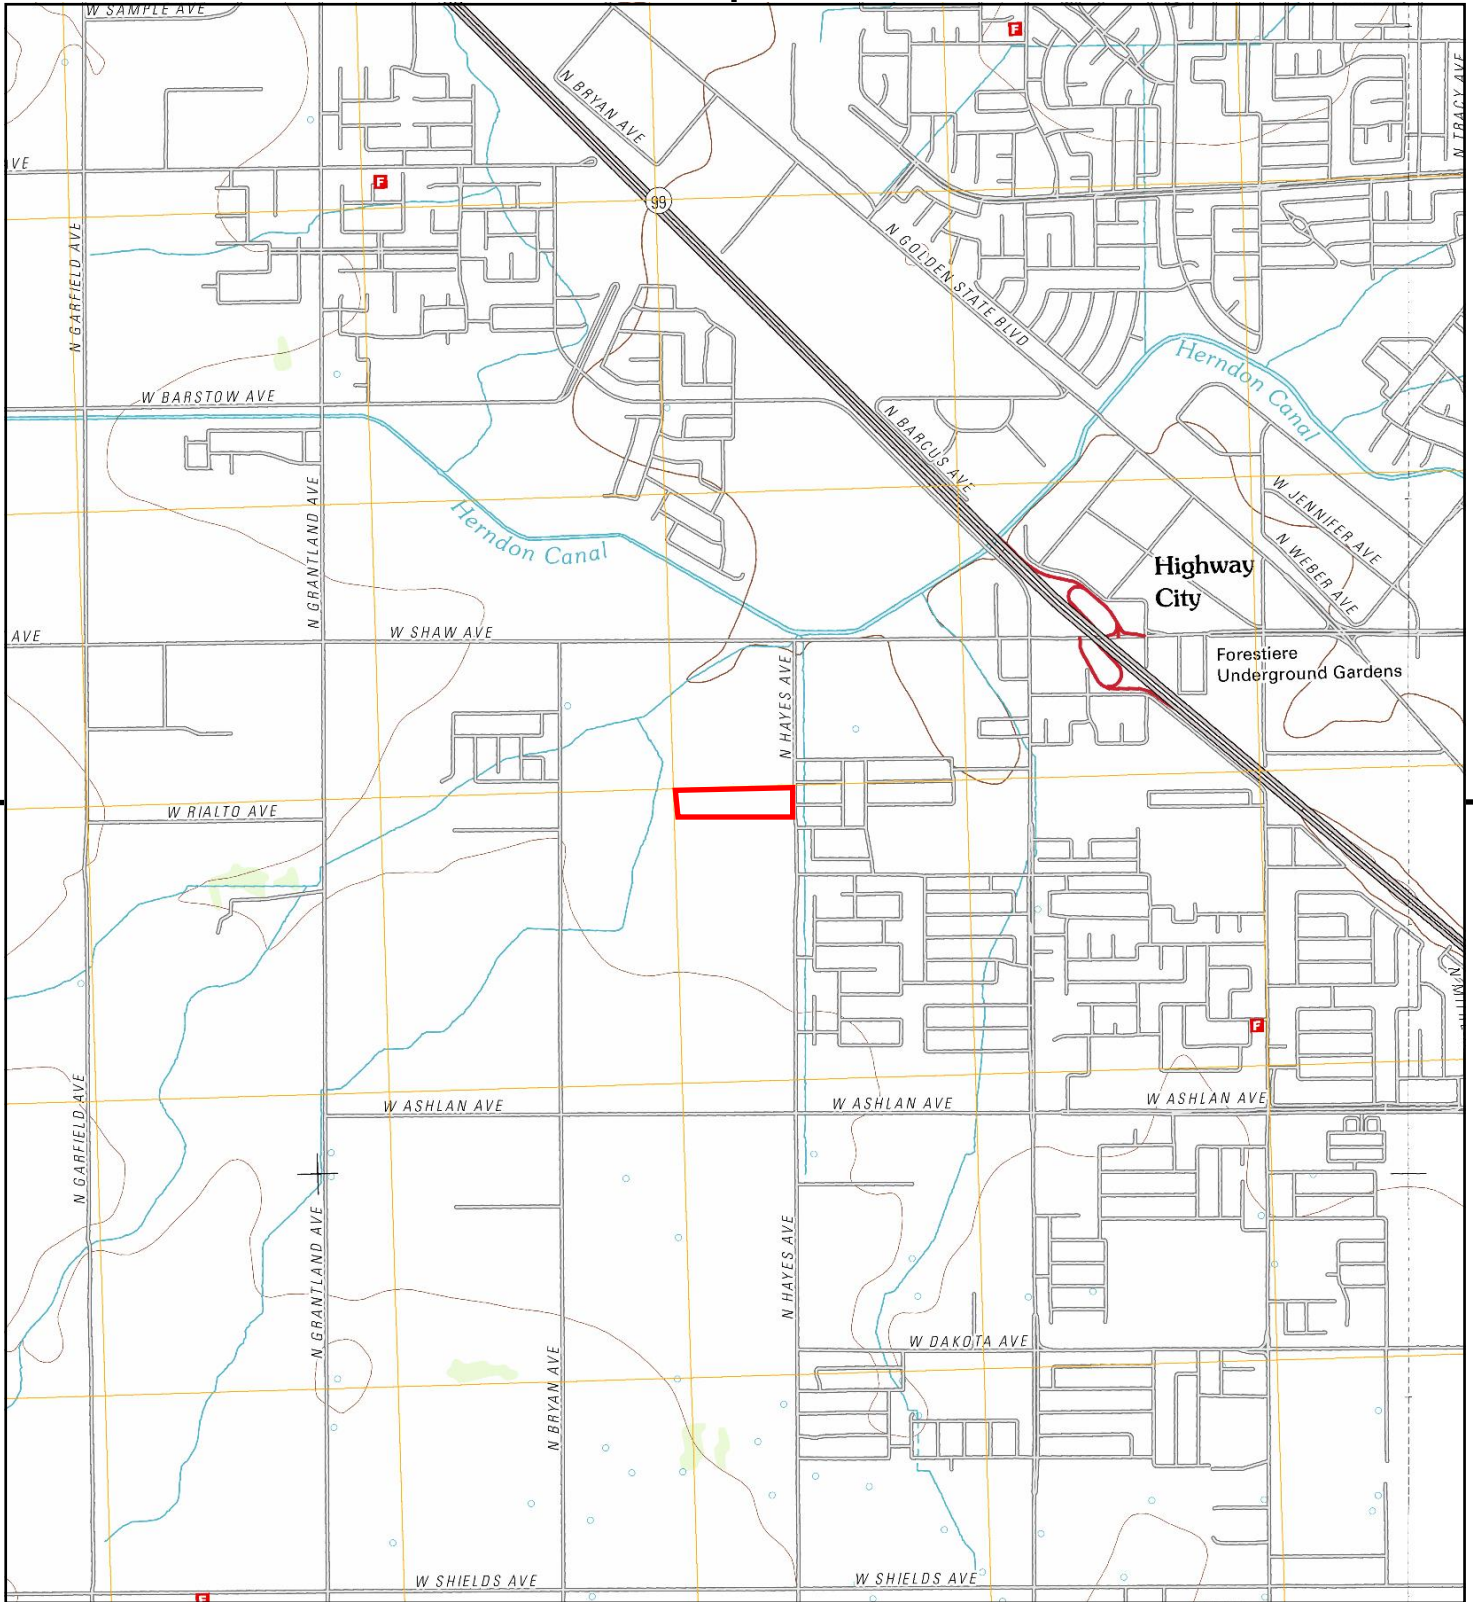 W SAMPLE AVE
F
N TRACY AVE
N BRYAN AVE
VE
F
99
N GARFIELD AVE
N GOLDEN STATE BLVD
Herndon Canal
W BARSTOW AVE
N BARCUS AVE
N GRANTLAND AVE
Herndon Canal
W JENNIFER AVE
N WEBER AVE
Highway
City
AVE
W SHAW AVE
Forestiere
Underground Gardens
N HAYES AVE
W RIALTO AVE
F
N GARFIELD AVE
W ASHLAN AVE
W ASHLAN AVE
W ASHLAN AVE
N GRANTLAND AVE
N HAYES AVE
W DAKOTA AVE
N BRYAN AVE
W SHIELDS AVE
W SHIELDS AVE
F